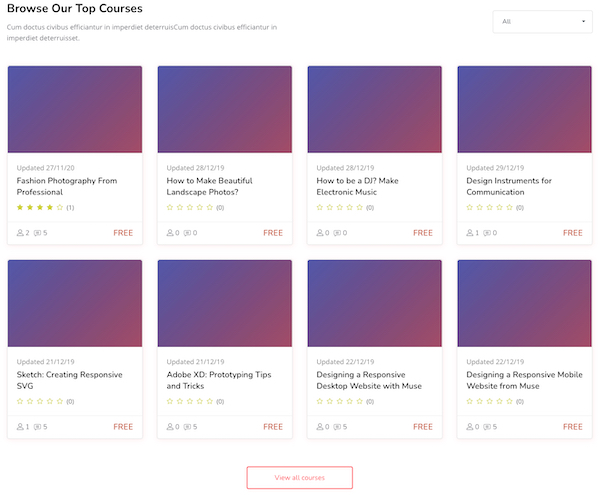 Browse Our Top Courses
Cum doctus civibus efficiantur in imperdiet deterruisCum doctus civibus efficiantur in
imperdiet deterruisset.
All
Updated 27/11/20
Fashion Photography From
Professional
(1)
2 5 FREE
Updated 28/12/19
How to Make Beautiful
Landscape Photos?
(0)
0 0 FREE
Updated 28/12/19
How to be a DJ? Make
Electronic Music
(0)
0 0 FREE
Updated 29/12/19
Design Instruments for
Communication
(0)
1 0 FREE
Updated 21/12/19
Sketch: Creating Responsive
SVG
(0)
1 5 FREE
Updated 21/12/19
Adobe XD: Prototyping Tips
and Tricks
(0)
0 5 FREE
Updated 22/12/19
Designing a Responsive
Desktop Website with Muse
(0)
0 5 FREE
Updated 22/12/19
Designing a Responsive Mobile
Website from Muse
(0)
0 5 FREE
View all courses